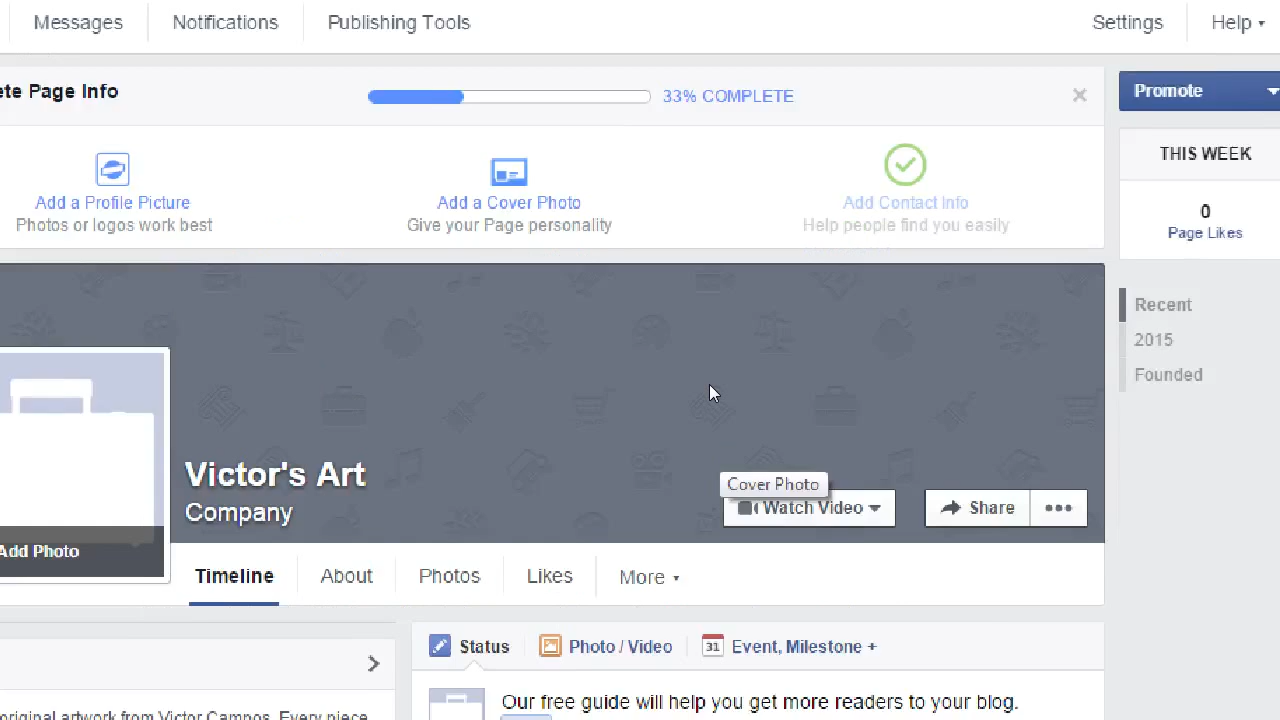 Messages Notifications Publishing Tools Settings Help
ete Page Info 33% COMPLETE Promote
THIS WEEK
Add a Profile Picture Add a Cover Photo Add Contact Info
Photos or logos work best Give your Page personality Help people find you easily
0
Page Likes
Recent
2015
Founded
Victor's Art
Company
Cover Photo
Watch Video Share
Add Photo
Timeline About Photos Likes More
31
Status Photo / Video Event, Milestone +
Our free guide will help you get more readers to your blog.
original artwork from Victor Campos. Every piece